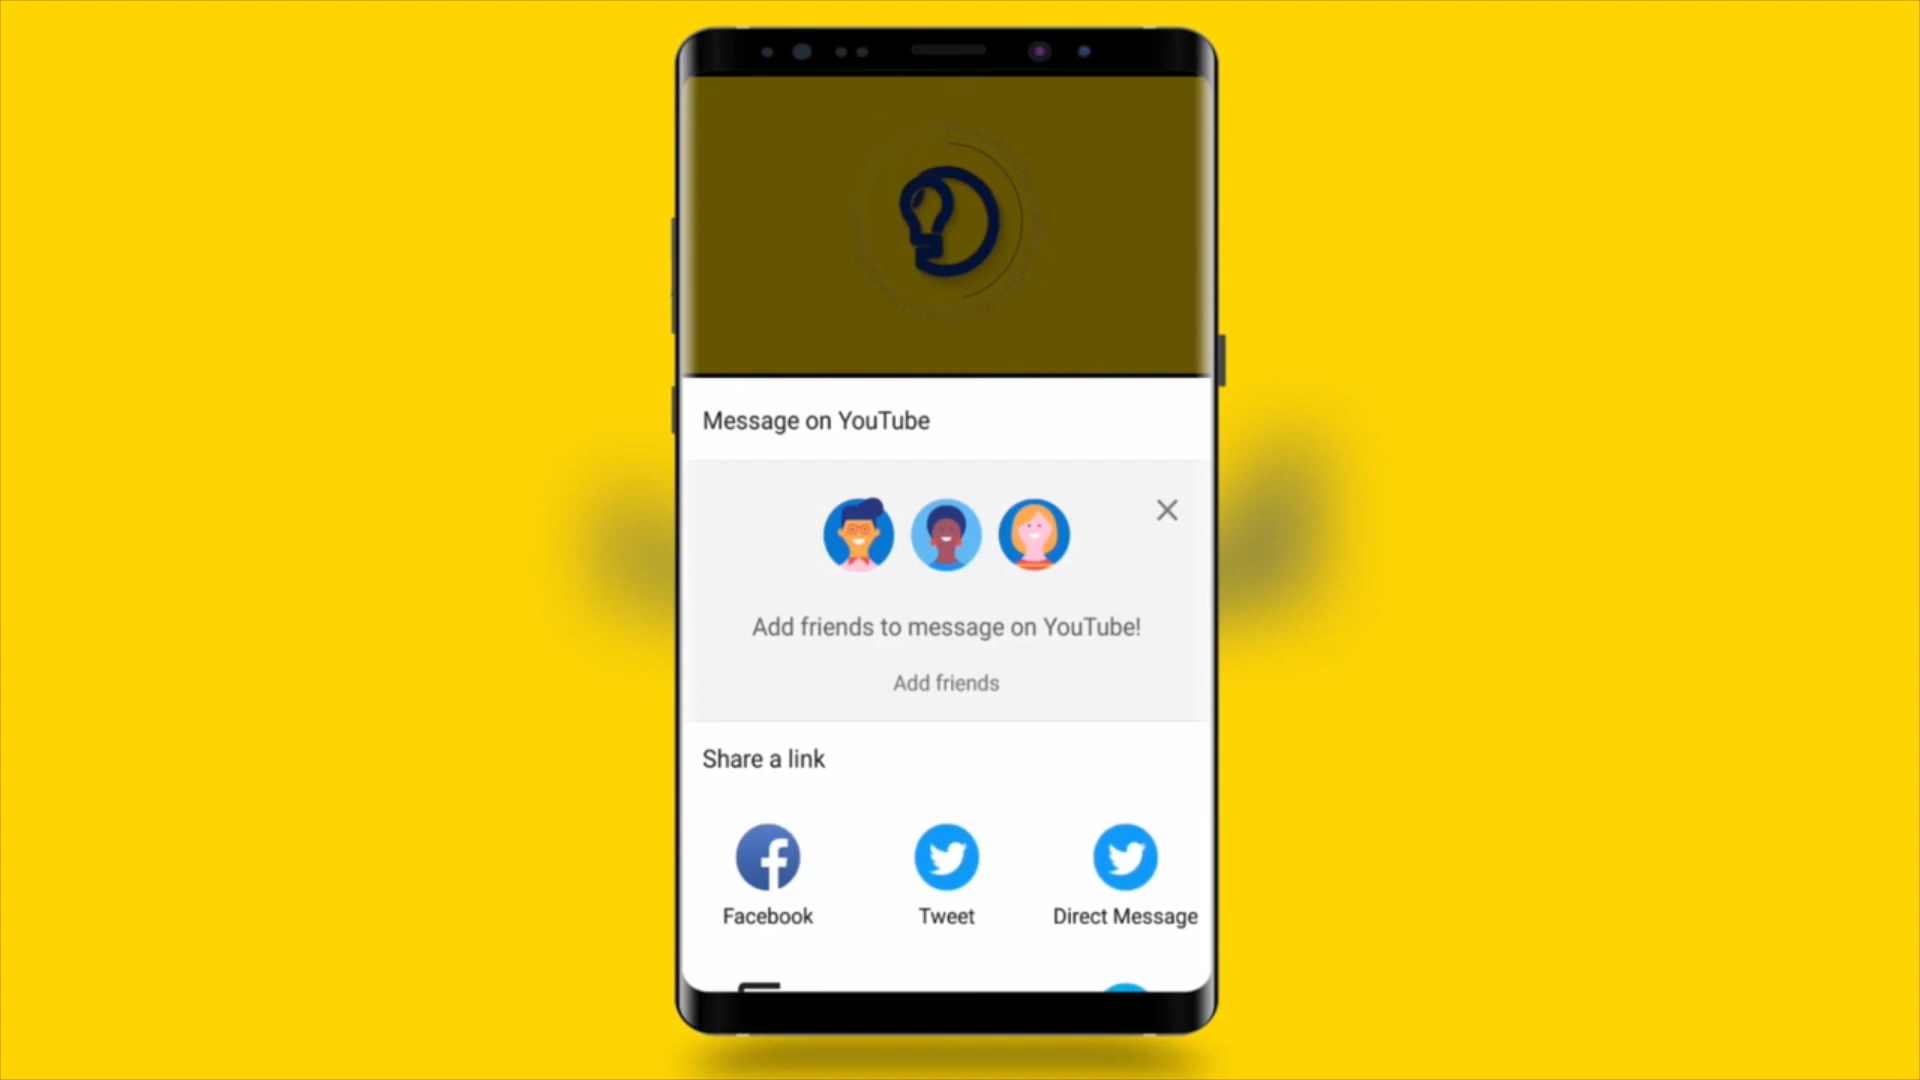 Message on YouTube
Add friends to message on YouTube!
Add friends
Share a link
Facebook
Tweet
Direct Message